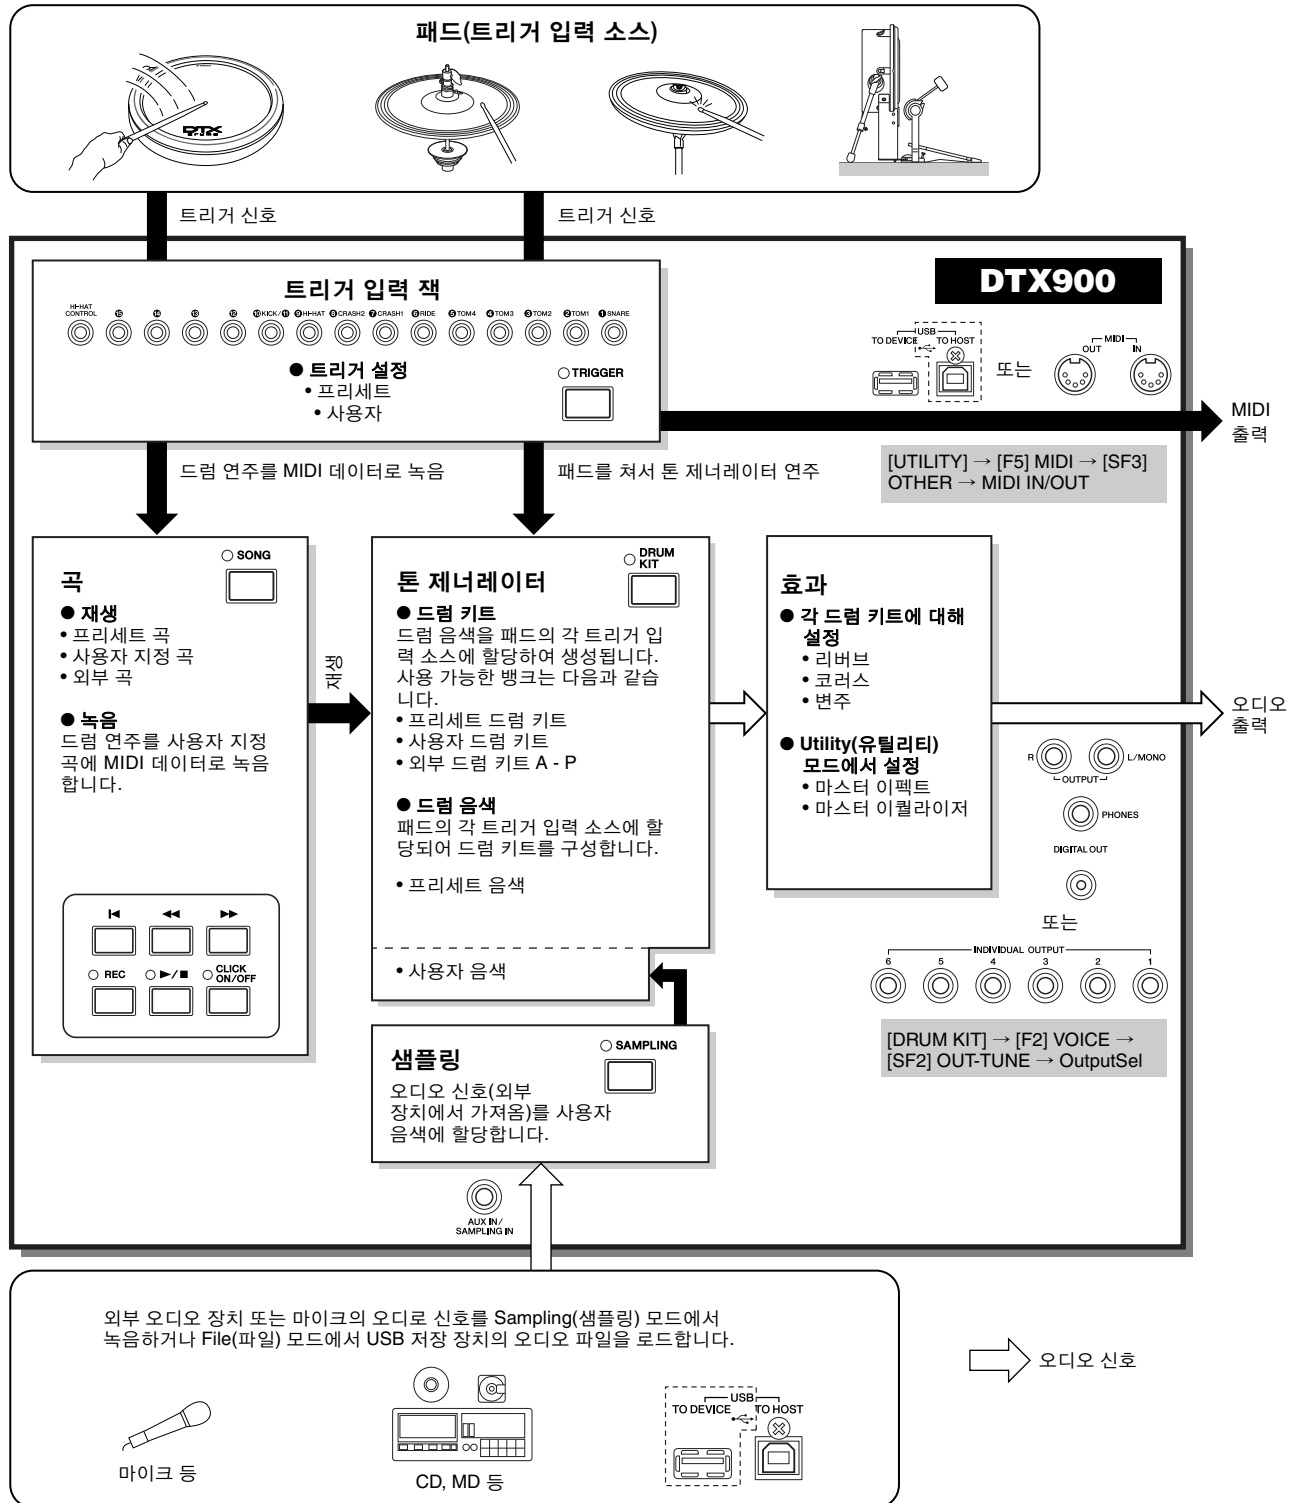 패드(트리거 입력 소스)
DTX
트리거 신호
트리거 신호
DTX900
트리거 입력 잭
HI-HAT
CONTROL
⑮
⑭
⑬
⑫
⑩KICK/⑪
⑨HI-HAT
⑧CRASH2
⑦CRASH1
⑥RIDE
⑤TOM4
④TOM3
③TOM2
②TOM1
①SNARE
● 트리거 설정
• 프리세트
• 사용자
TRIGGER
USB
TO DEVICE
TO HOST
또는
MIDI
OUT
IN
MIDI
출력
[UTILITY] → [F5] MIDI → [SF3]
OTHER → MIDI IN/OUT
드럼 연주를 MIDI 데이터로 녹음
패드를 쳐서 톤 제너레이터 연주
SONG
곡
● 재생
• 프리세트 곡
• 사용자 지정 곡
• 외부 곡
● 녹음
드럼 연주를 사용자 지정
곡에 MIDI 데이터로 녹음
합니다.
REC
►/■
CLICK
ON/OFF
재생
DRUM
KIT
톤 제너레이터
● 드럼 키트
드럼 음색을 패드의 각 트리거 입
력 소스에 할당하여 생성됩니다.
사용 가능한 뱅크는 다음과 같습
니다.
• 프리세트 드럼 키트
• 사용자 드럼 키트
• 외부 드럼 키트 A - P
● 드럼 음색
패드의 각 트리거 입력 소스에 할
당되어 드럼 키트를 구성합니다.
• 프리세트 음색
• 사용자 음색
효과
● 각 드럼 키트에 대해
설정
• 리버브
• 코러스
• 변주
● Utility(유틸리티)
모드에서 설정
• 마스터 이펙트
• 마스터 이퀄라이저
오디오
출력
R
L/MONO
OUTPUT
PHONES
DIGITAL OUT
또는
INDIVIDUAL OUTPUT
6
5
4
3
2
1
[DRUM KIT] → [F2] VOICE →
[SF2] OUT-TUNE → OutputSel
SAMPLING
샘플링
오디오 신호(외부
장치에서 가져옴)를 사용자
음색에 할당합니다.
AUX IN/
SAMPLING IN
외부 오디오 장치 또는 마이크의 오디로 신호를 Sampling(샘플링) 모드에서
녹음하거나 File(파일) 모드에서 USB 저장 장치의 오디오 파일을 로드합니다.
마이크 등
CD, MD 등
USB
TO DEVICE
TO HOST
오디오 신호